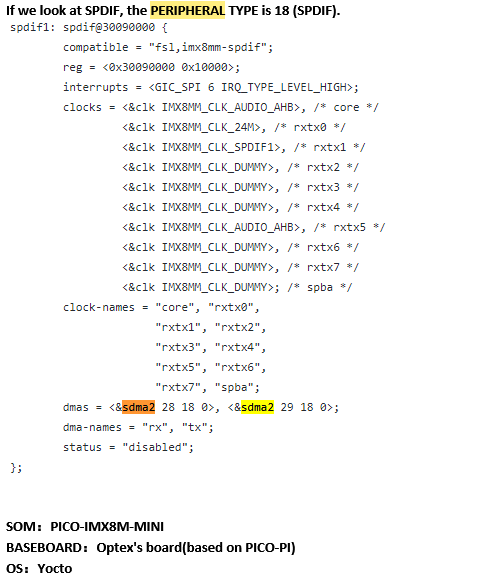 If we look at SPDIF, the PERIPHERAL TYPE is 18 (SPDIF).
spdif1: spdif@30090000 {
compatible = "fsl,imx8mm-spdif";
reg = <0x30090000 0x10000>;
interrupts = <GIC_SPI 6 IRQ_TYPE_LEVEL_HIGH>;
clocks = <&clk IMX8MM_CLK_AUDIO_AHB>, /* core */
<&clk IMX8MM_CLK_24M>, /* rxtx0 */
<&clk IMX8MM_CLK_SPDIF1>, /* rxtx1 */
<&clk IMX8MM_CLK_DUMMY>, /* rxtx2 */
<&clk IMX8MM_CLK_DUMMY>, /* rxtx3 */
<&clk IMX8MM_CLK_DUMMY>, /* rxtx4 */
<&clk IMX8MM_CLK_AUDIO_AHB>, /* rxtx5 */
<&clk IMX8MM_CLK_DUMMY>, /* rxtx6 */
<&clk IMX8MM_CLK_DUMMY>, /* rxtx7 */
<&clk IMX8MM_CLK_DUMMY>; /* spba */
clock-names = "core", "rxtx0",
"rxtx1", "rxtx2",
"rxtx3", "rxtx4",
"rxtx5", "rxtx6",
"rxtx7", "spba";
dmas = <&sdma2 28 18 0>, <&sdma2 29 18 0>;
dma-names = "rx", "tx";
status = "disabled";
};
SOM：PICO-IMX8M-MINI
BASEBOARD：Optex's board(based on PICO-PI)
OS：Yocto